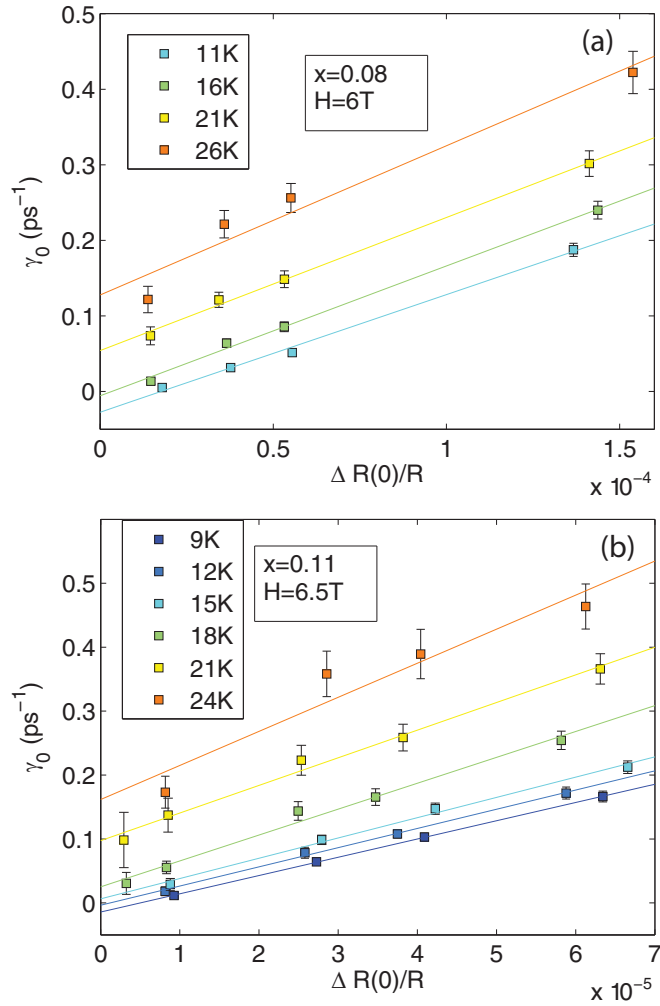 (a)
11K
16K
21K
26K
x=0.08
H=6T
0.5
0.4
0.3
0.2
0.1
0
γ₀ (ps⁻¹)
0 0.5 1 1.5
Δ R(0)/R
x 10⁻⁴
(b)
9K
12K
15K
18K
21K
24K
x=0.11
H=6.5T
0.5
0.4
0.3
0.2
0.1
0
γ₀ (ps⁻¹)
0 1 2 3 4 5 6 7
Δ R(0)/R
x 10⁻⁵